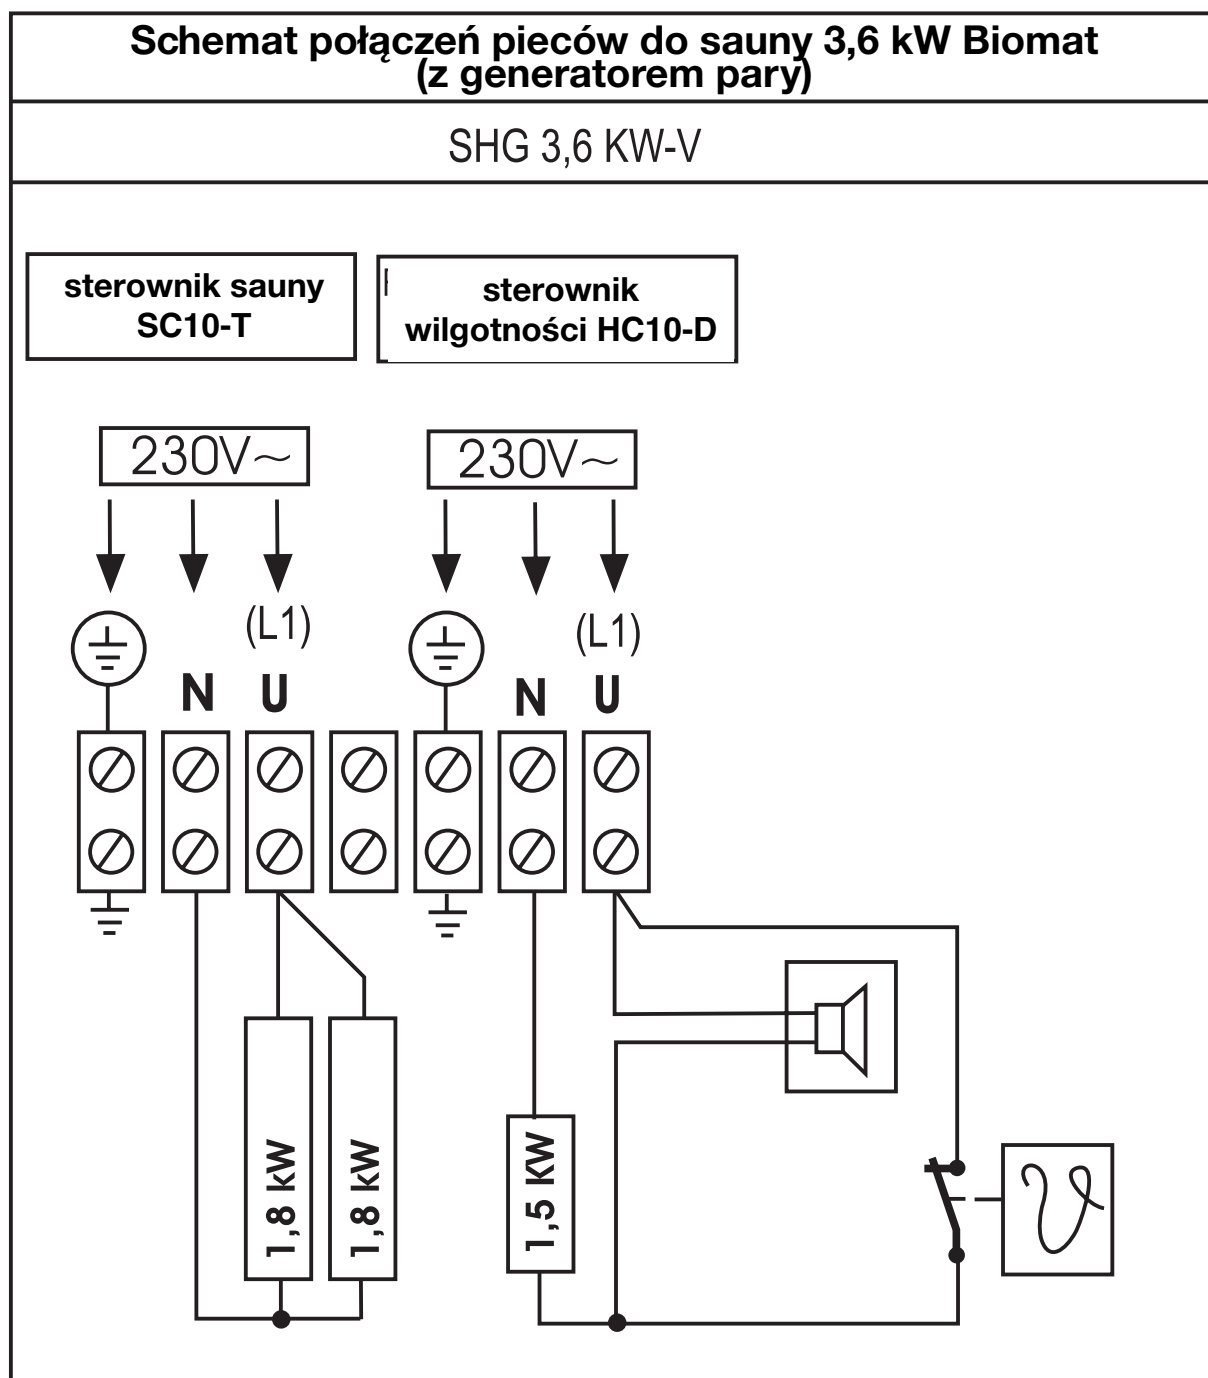 Schemat połączeń pieców do sauny 3,6 kW Biomat
(z generatorem pary)
SHG 3,6 KW-V
sterownik sauny
SC10-T
sterownik
wilgotności HC10-D
230V~
230V~
(L1)
(L1)
N
U
N
U
1,8 kW
1,8 kW
1,5 KW
ϑ